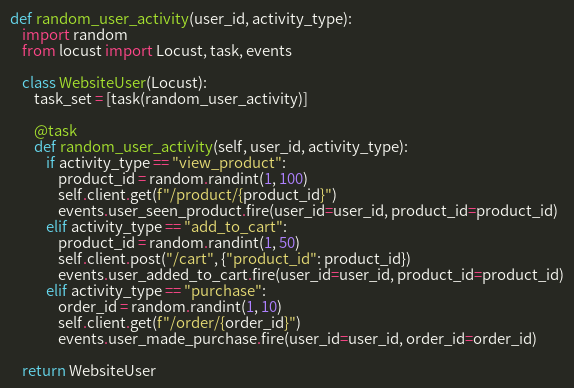 def random_user_activity(user_id, activity_type):
    import random
    from locust import Locust, task, events

    class WebsiteUser(Locust):
        task_set = [task(random_user_activity)]

        @task
        def random_user_activity(self, user_id, activity_type):
            if activity_type == "view_product":
                product_id = random.randint(1, 100)
                self.client.get(f"/product/{product_id}")
                events.user_seen_product.fire(user_id=user_id, product_id=product_id)
            elif activity_type == "add_to_cart":
                product_id = random.randint(1, 50)
                self.client.post("/cart", {"product_id": product_id})
                events.user_added_to_cart.fire(user_id=user_id, product_id=product_id)
            elif activity_type == "purchase":
                order_id = random.randint(1, 10)
                self.client.get(f"/order/{order_id}")
                events.user_made_purchase.fire(user_id=user_id, order_id=order_id)

    return WebsiteUser